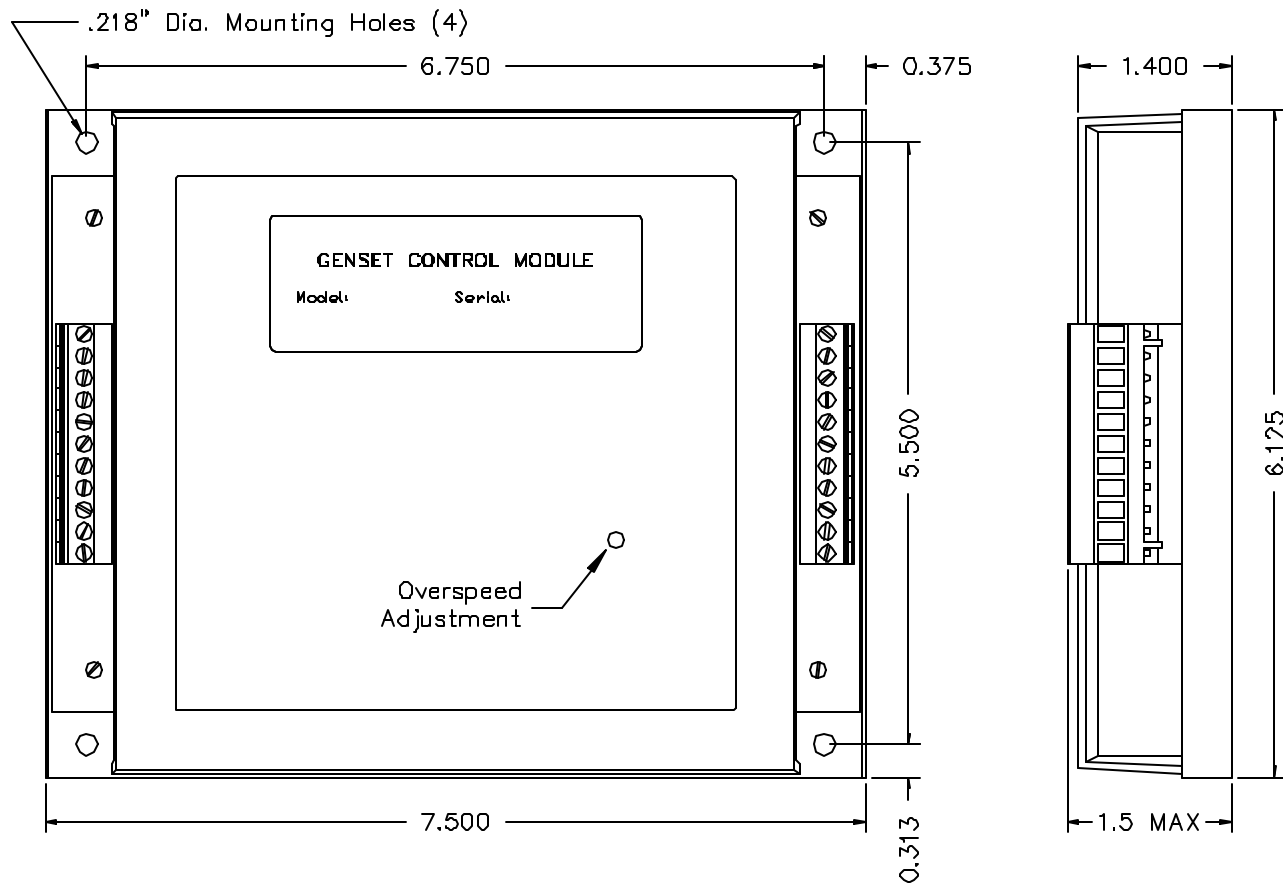 .218" Dia. Mounting Holes (4)
6.750
0.375
1.400
GENSET CONTROL MODULE
Model: Serial:
5.500
6.125
Overspeed
Adjustment
7.500
0.313
1.5 MAX